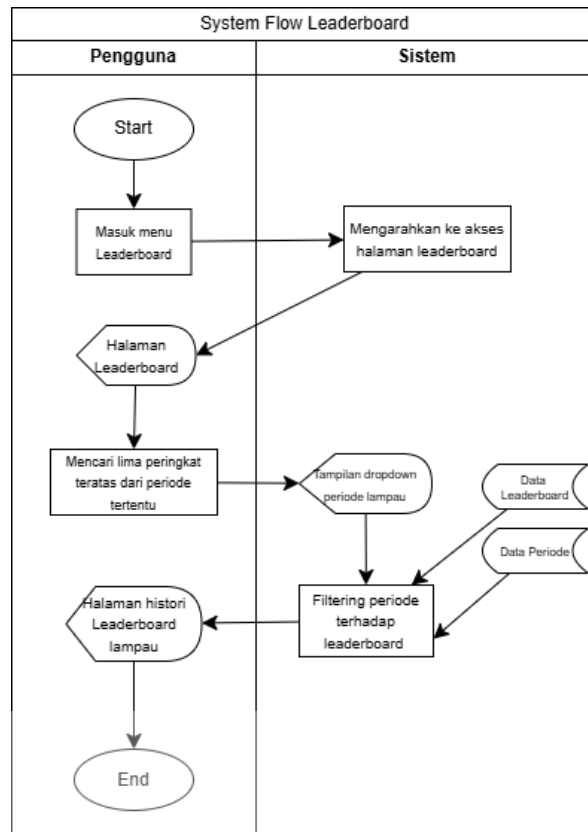 System Flow Leaderboard
Pengguna
Sistem
Start
Masuk menu
Leaderboard
Mengarahkan ke akses
halaman leaderboard
Halaman
Leaderboard
Mencari lima peringkat
teratas dari periode
tertentu
Tampilan dropdown
periode lampau
Data
Leaderboard
Data Periode
Filtering periode
terhadap
leaderboard
Halaman histori
Leaderboard
lampau
End